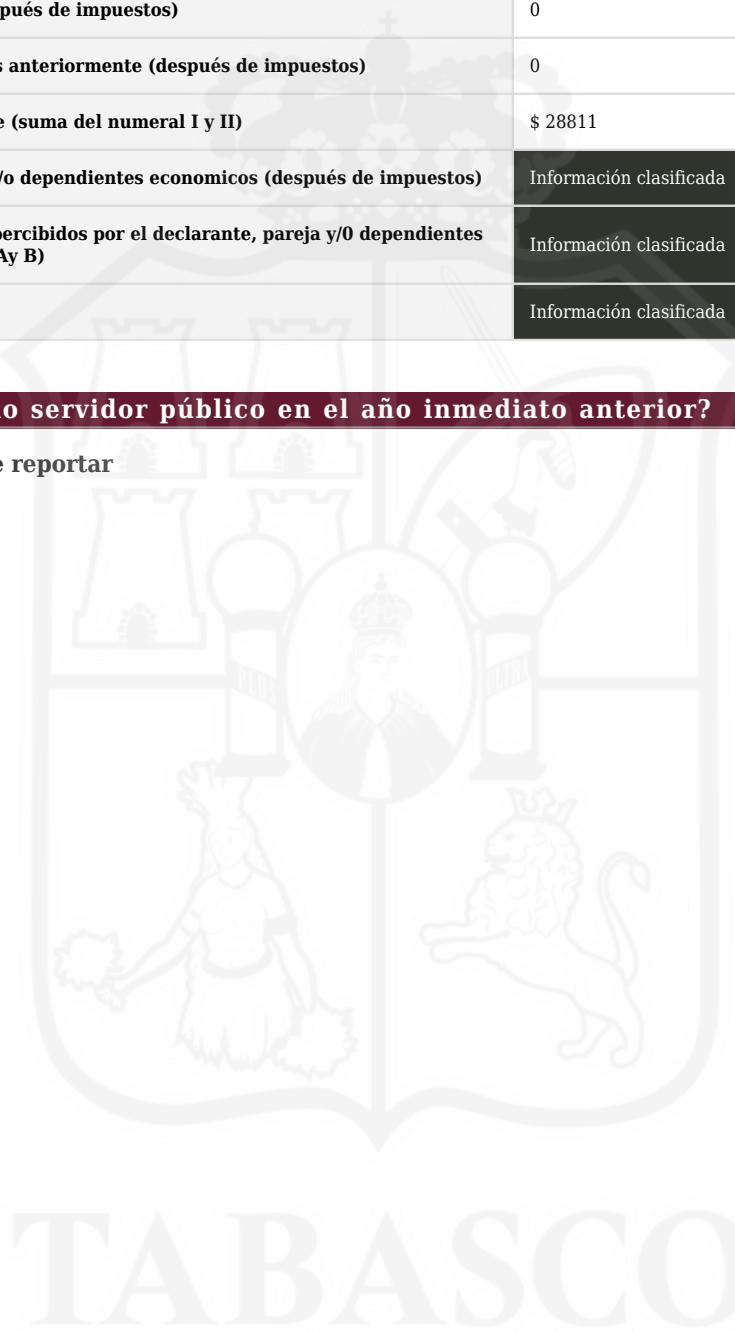 pués de impuestos)
0
s anteriormente (después de impuestos)
0
e (suma del numeral I y II)
$ 28811
/o dependientes economicos (después de impuestos)
Información clasificada
percibidos por el declarante, pareja y/0 dependientes
Ay B)
Información clasificada
Información clasificada
o servidor público en el año inmediato anterior?
e reportar
PLUS
ULTRA
TABASCO